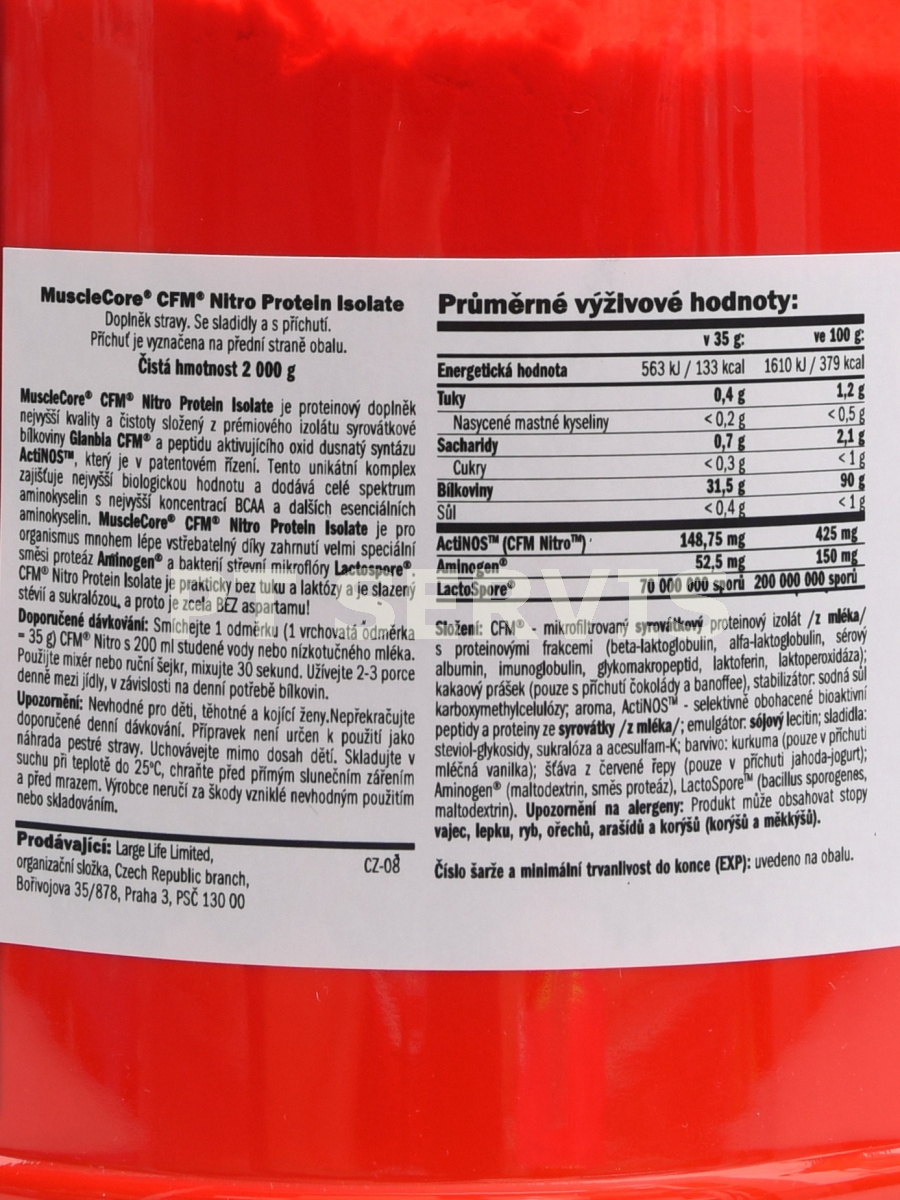 MuscleCore® CFM® Nitro Protein Isolate
Doplněk stravy. Se sladidly a s příchutí.
Příchuť je vyznačena na přední straně obalu.
Čistá hmotnost 2 000 g
MuscleCore® CFM® Nitro Protein Isolate je proteinový doplněk
nejvyšší kvality a čistoty složený z prémiového izolátu syrovátkové
bílkoviny Glanbia CFM® a peptidu aktivujícího oxid dusnatý syntázu
ActiNOS™, který je v patentovém řízení. Tento unikátní komplex
zajišťuje nejvyšší biologickou hodnotu a dodává celé spektrum
aminokyselin s nejvyšší koncentrací BCAA a dalších esenciálních
aminokyselin. MuscleCore® CFM® Nitro Protein Isolate je pro
organismus mnohem lépe vstřebatelný díky zahrnutí velmi speciální
směsi proteáz Aminogen® a bakterií střevní mikroflóry Lactospore®.
CFM® Nitro Protein Isolate je prakticky bez tuku a laktózy a je slazený
stévií a sukralózou, a proto je zcela BEZ aspartamu!
Doporučené dávkování: Smíchejte 1 odměrku (1 vrchovatá odměrka
= 35 g) CFM® Nitro s 200 ml studené vody nebo nízkotučného mléka.
Použijte mixér nebo ruční šejkr, mixujte 30 sekund. Užívejte 2-3 porce
denně mezi jídly, v závislosti na denní potřebě bílkovin.
Upozornění: Nevhodné pro děti, těhotné a kojící ženy.Nepřekračujte
doporučené denní dávkování. Přípravek není určen k použití jako
náhrada pestré stravy. Uchovávejte mimo dosah dětí. Skladujte v
suchu při teplotě do 25°C, chraňte před přímým slunečním zářením
a před mrazem. Výrobce neručí za škody vzniklé nevhodným použitím
nebo skladováním.
Prodávající: Large Life Limited,
organizační složka, Czech Republic branch,
Bořivojova 35/878, Praha 3, PSČ 130 00
CZ-08
Průměrné výživové hodnoty:
v 35 g: ve 100 g:
Energetická hodnota 563 kJ / 133 kcal 1610 kJ / 379 kcal
Tuky 0,4 g 1,2 g
Nasycené mastné kyseliny <0,2 g <0,5 g
Sacharidy 0,7 g 2,1 g
Cukry <0,3 g <1 g
Bílkoviny 31,5 g 90 g
Sůl <0,4 g <1 g
ActiNOS™ (CFM Nitro™) 148,75 mg 425 mg
Aminogen® 52,5 mg 150 mg
LactoSpore® 70 000 000 sporů 200 000 000 sporů
Složení: CFM® - mikrofiltrovaný syrovátkový proteinový izolát /z mléka/
s proteinovými frakcemi (beta-laktoglobulin, alfa-laktoglobulin, sérový
albumin, imunoglobulin, glykomakropeptid, laktoferin, laktoperoxidáza);
kakaový prášek (pouze s příchutí čokolády a banoffee), stabilizátor: sodná sůl
karboxymethylcelulózy; aroma, ActiNOS™ - selektivně obohacené bioaktivní
peptidy a proteiny ze syrovátky /z mléka/; emulgátor: sójový lecitin; sladidla:
steviol-glykosidy, sukralóza a acesulfam-K; barvivo: kurkuma (pouze v příchuti
mléčná vanilka); šťáva z červené řepy (pouze v příchuti jahoda-jogurt);
Aminogen® (maltodextrin, směs proteáz), LactoSpore™ (bacillus sporogenes,
maltodextrin). Upozornění na alergeny: Produkt může obsahovat stopy
vajec, lepku, ryb, ořechů, arašídů a korýšů (korýšů a měkkýšů).
Číslo šarže a minimální trvanlivost do konce (EXP): uvedeno na obalu.
SERVIS